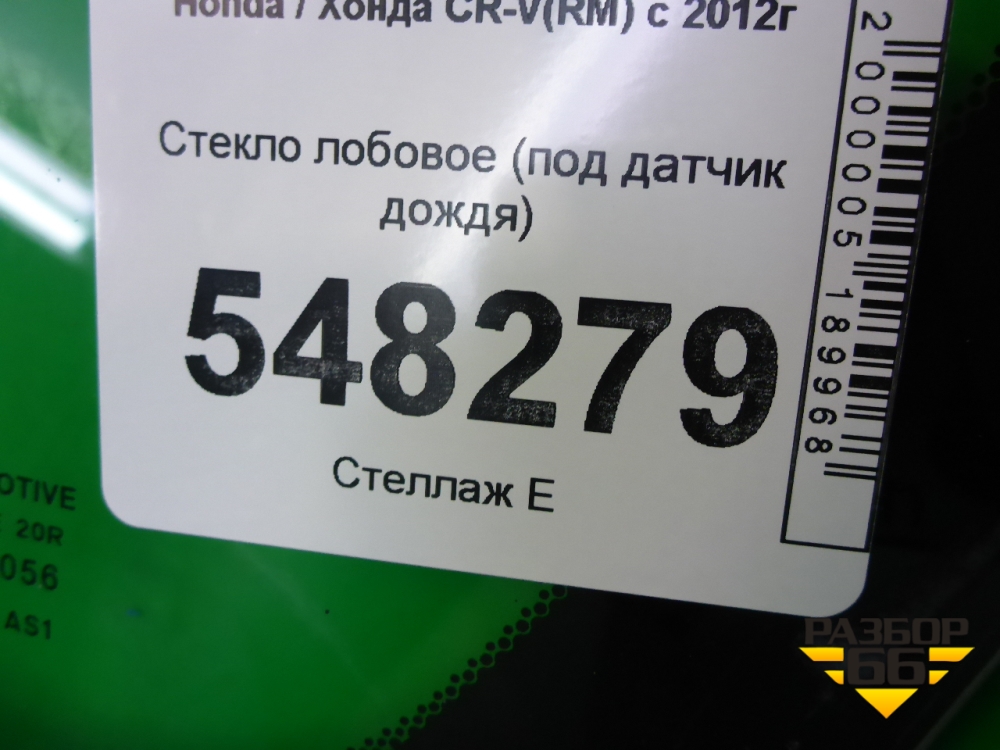 Honda / Хонда CR-V(RM) с 2012г
Стекло лобовое (под датчик
дождя)
548279
Стеллаж Е
2000005189968
OTIVE
20R
056
AS1
РАЗБОР
66